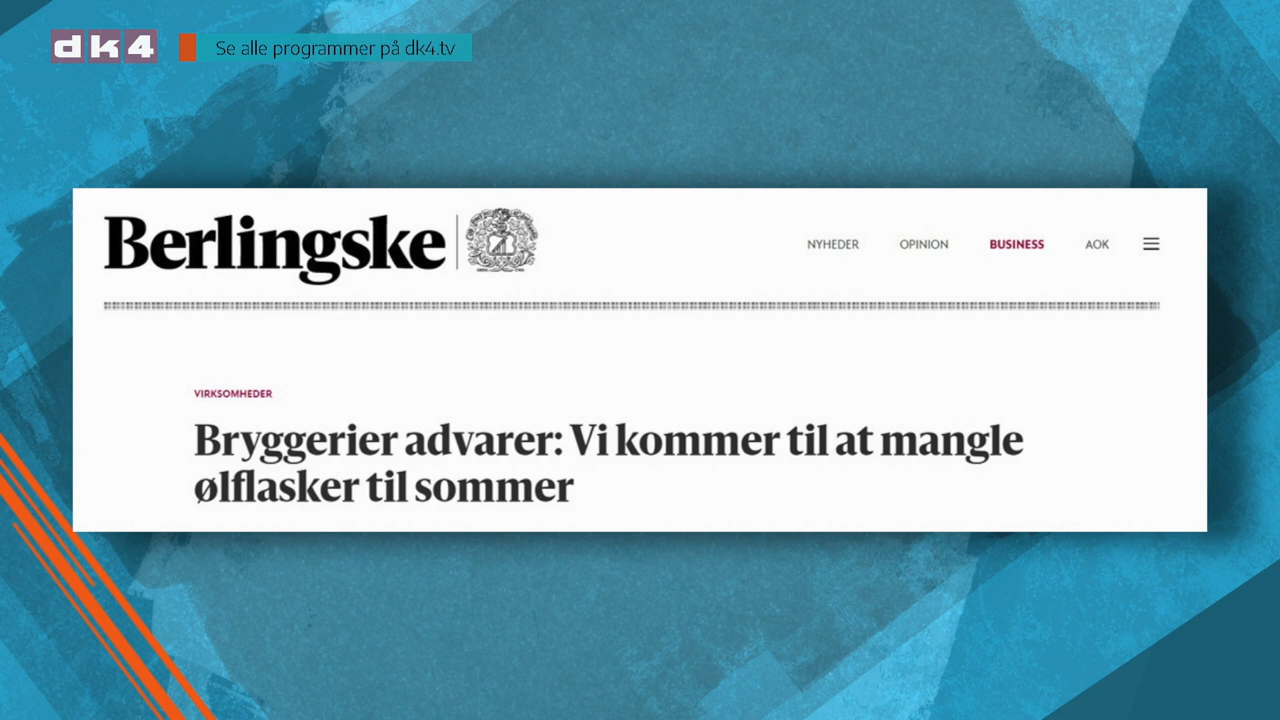 dk4 Se alle programmer på dk4.tv
Berlingske
NYHEDER OPINION BUSINESS AOK
VIRKSOMHEDER
Bryggerier advarer: Vi kommer til at mangle
ølflasker til sommer